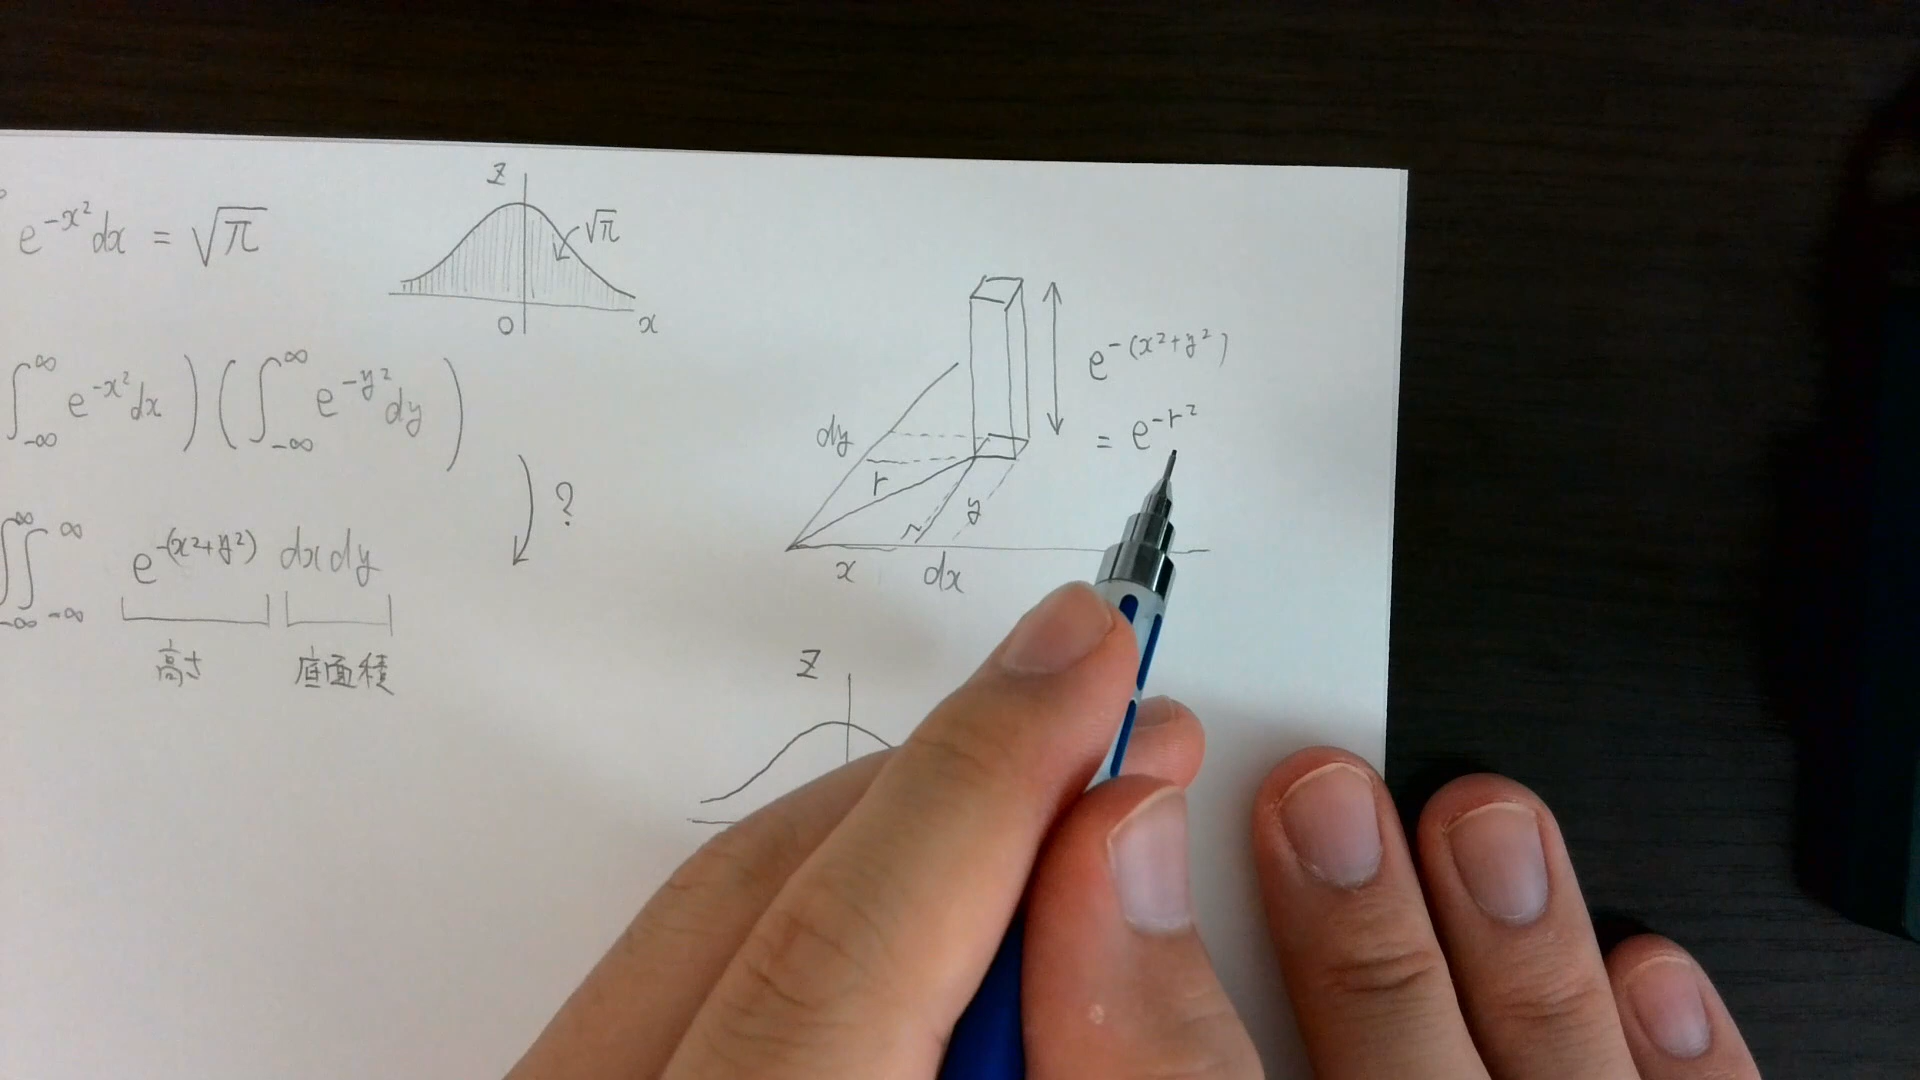 e^{-x^2}dx = √π
z
√π
0
x
∫_{-∞}^{∞} e^{-x^2}dx)(∫_{-∞}^{∞} e^{-y^2}dy)
?
∬_{-∞ -∞}^{∞ ∞} e^{-(x^2+y^2)} dxdy
高さ 底面積
e^{-(x^2+y^2)}
= e^{-r^2}
dy
r
y
x
dx
z